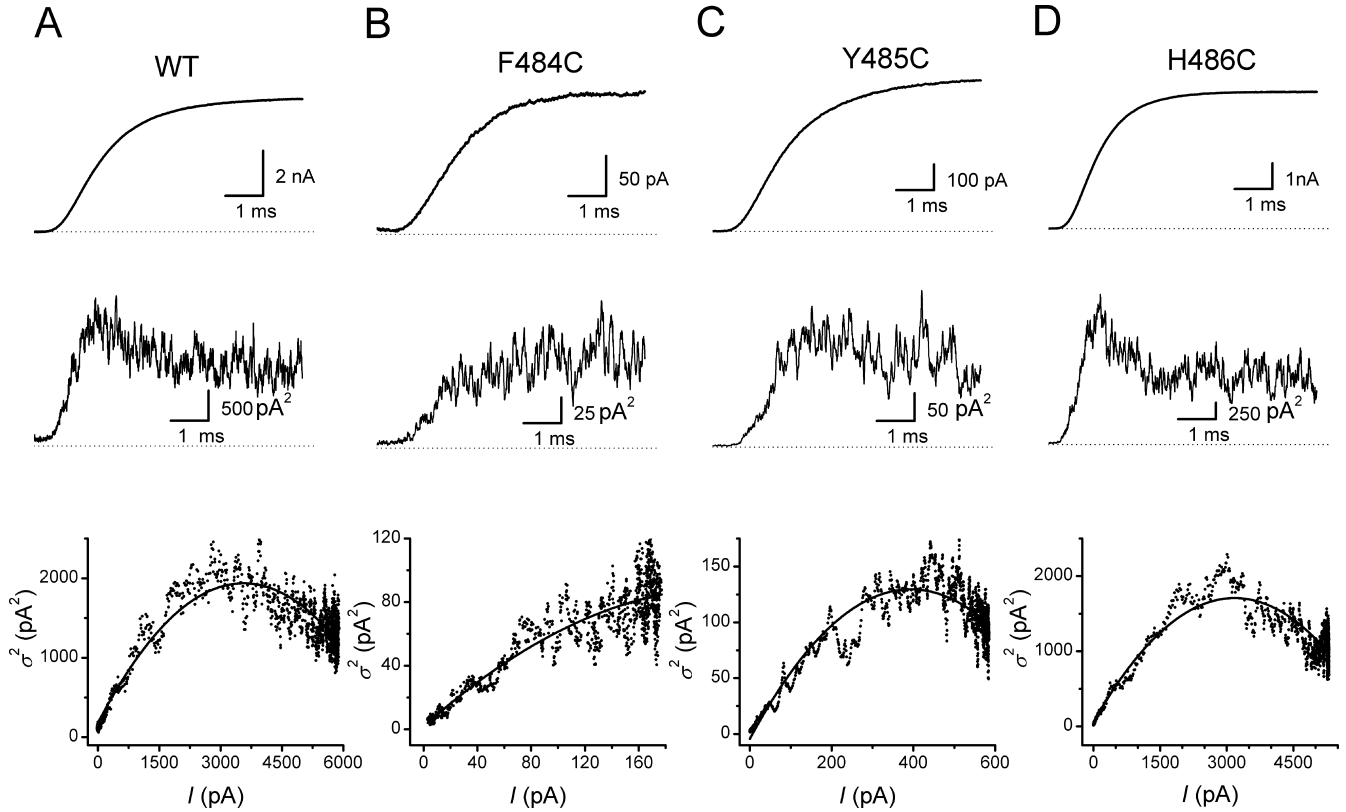 A B C D
WT F484C Y485C H486C
2 nA 50 pA 100 pA 1nA
1 ms 1 ms 1 ms 1 ms
500 pA² 25 pA² 50 pA² 250 pA²
1 ms 1 ms 1 ms 1 ms
σ² (pA²) σ² (pA²) σ² (pA²) σ² (pA²)
120
2000 150 2000
80 100
1000 40 50 1000
0 0 0 0
0 1500 3000 4500 6000 0 40 80 120 160 0 200 400 600 0 1500 3000 4500
I (pA) I (pA) I (pA) I (pA)